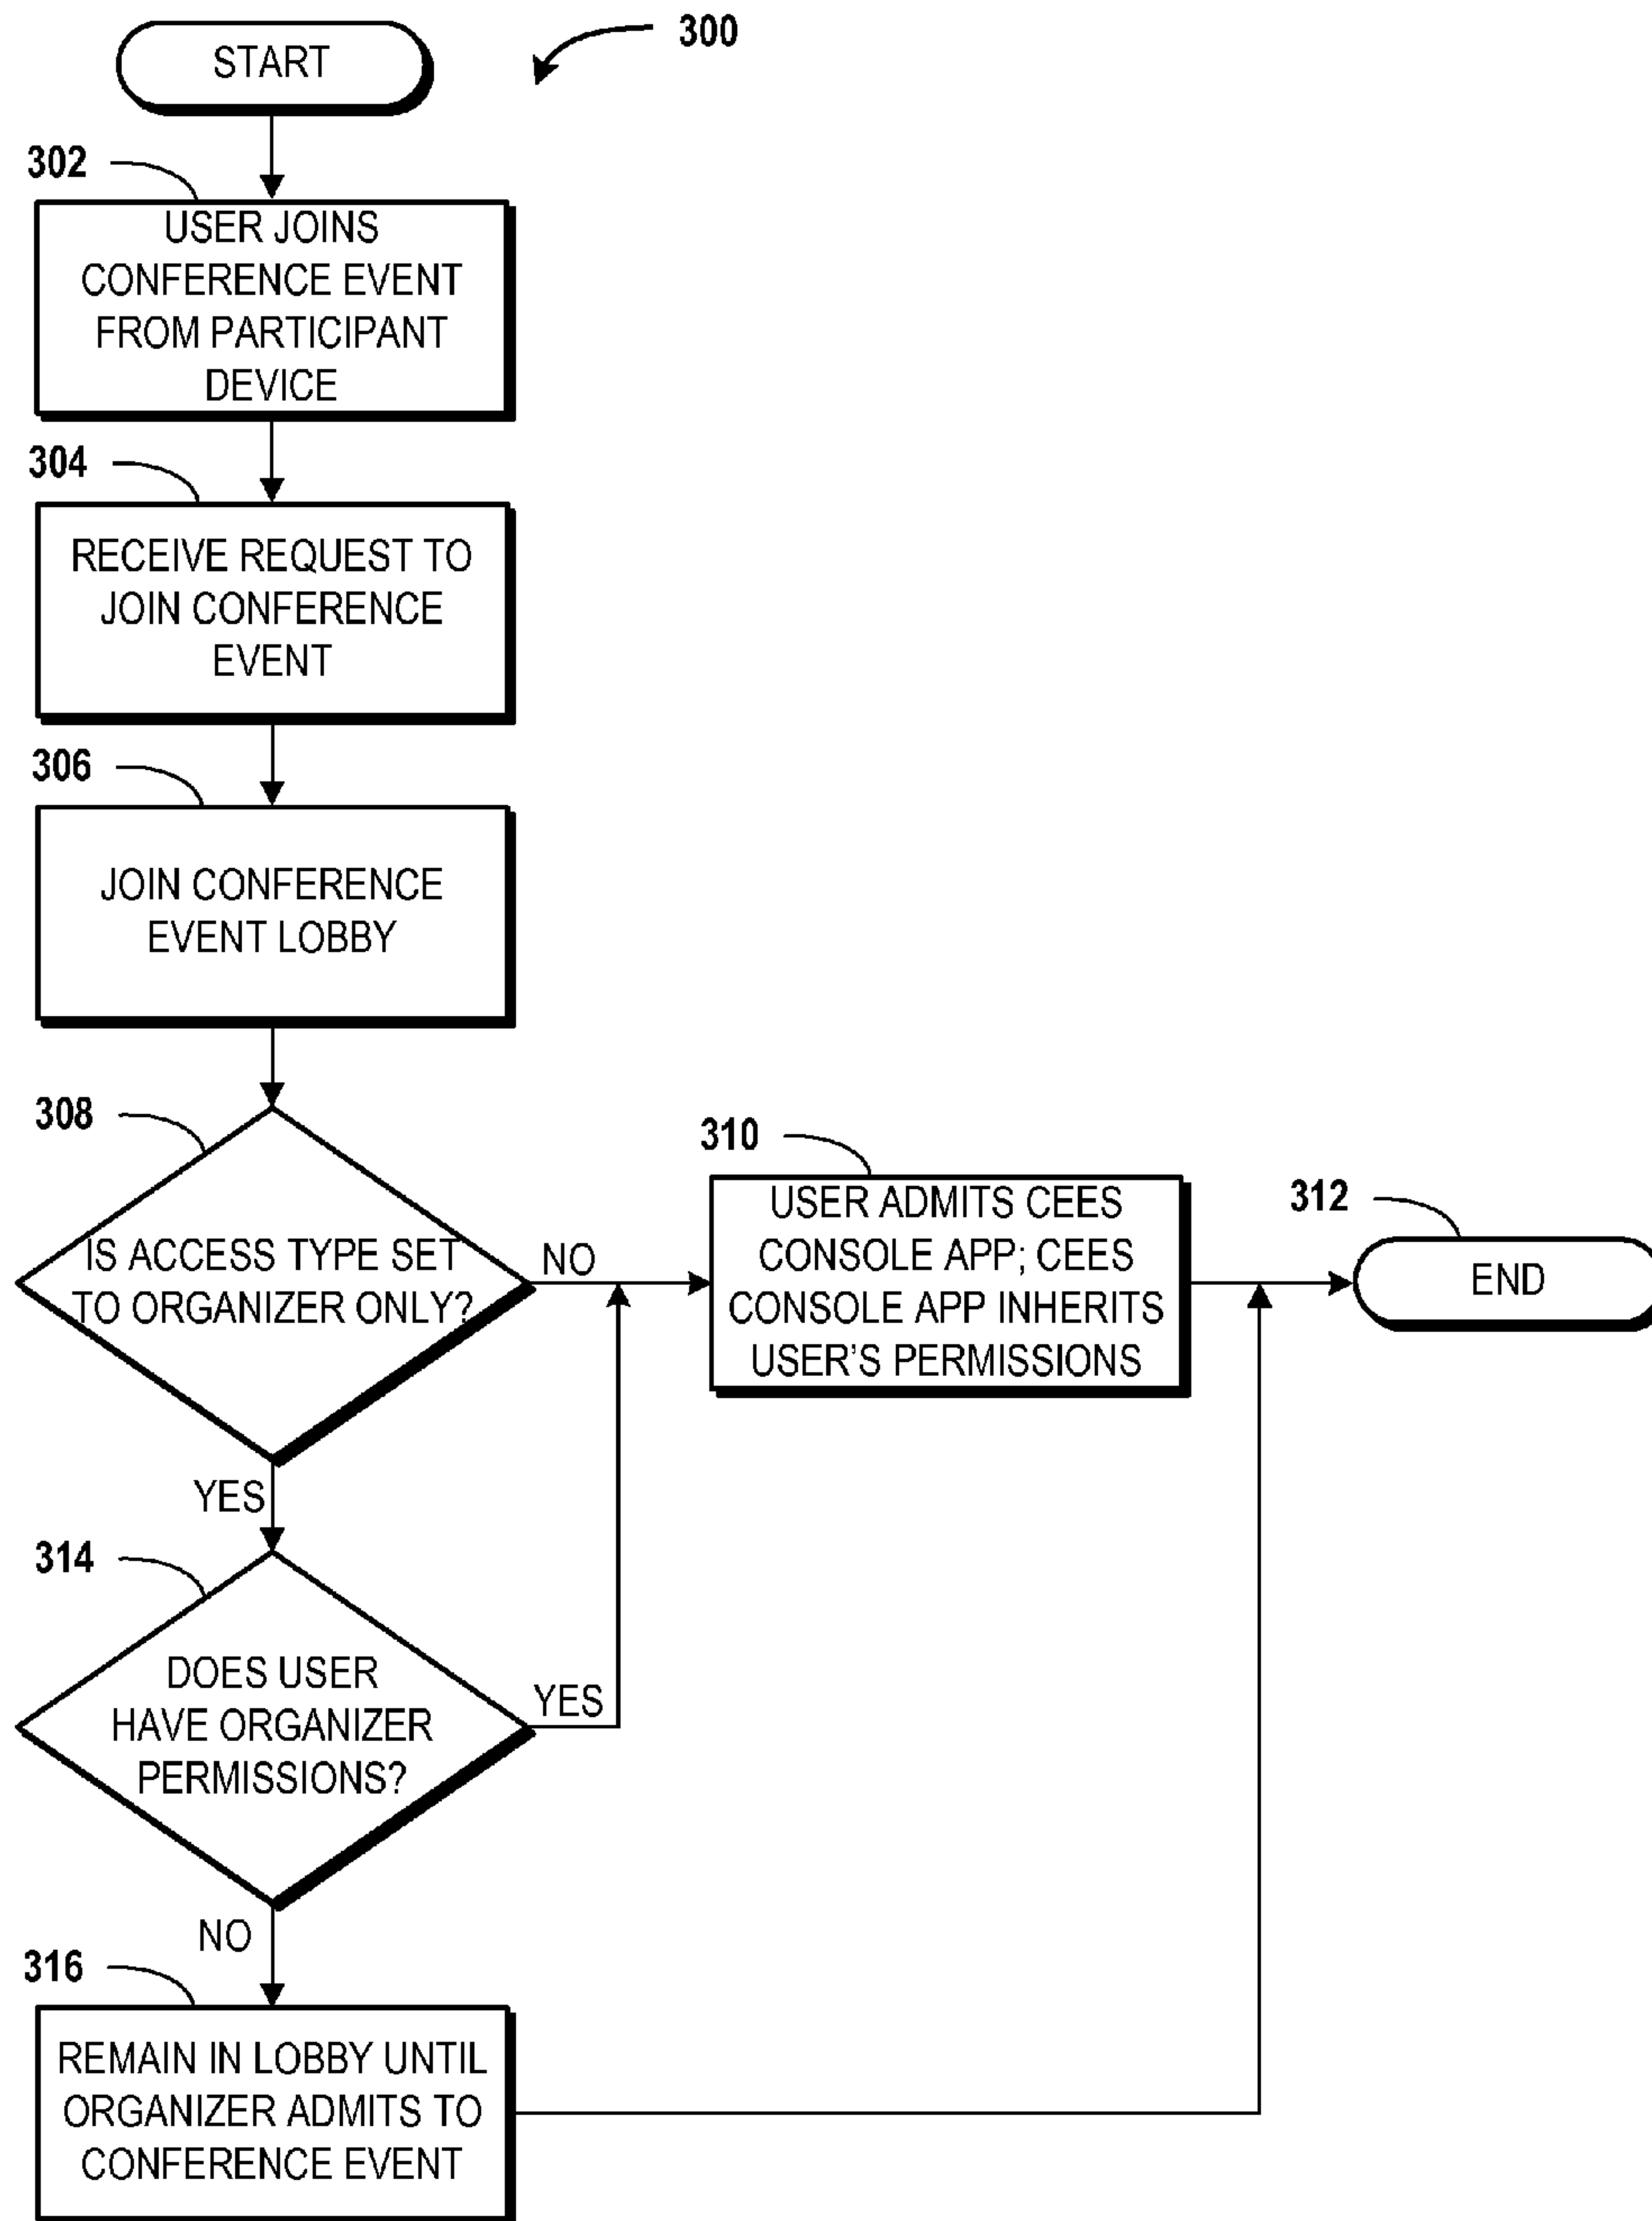 START
300
302
USER JOINS
CONFERENCE EVENT
FROM PARTICIPANT
DEVICE
304
RECEIVE REQUEST TO
JOIN CONFERENCE
EVENT
306
JOIN CONFERENCE
EVENT LOBBY
308
IS ACCESS TYPE SET
TO ORGANIZER ONLY?
NO
YES
310
USER ADMITS CEES
CONSOLE APP; CEES
CONSOLE APP INHERITS
USER'S PERMISSIONS
312
END
314
DOES USER
HAVE ORGANIZER
PERMISSIONS?
YES
NO
316
REMAIN IN LOBBY UNTIL
ORGANIZER ADMITS TO
CONFERENCE EVENT